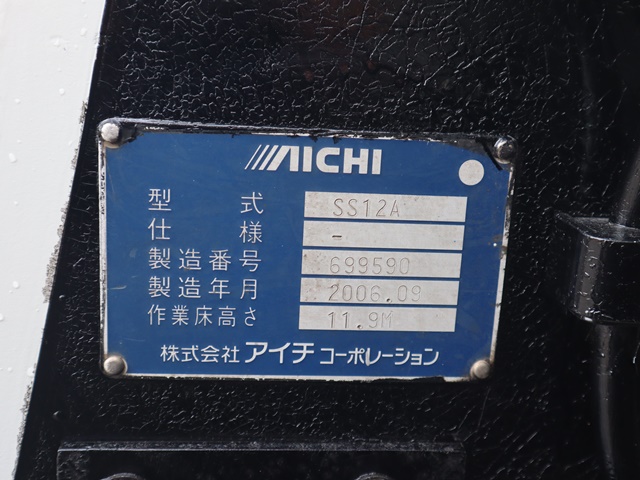 AICHI
型式 SS12A
仕様 -
製造番号 699590
製造年月 2006.09
作業床高さ 11.9M
株式会社 アイチ コーポレーション